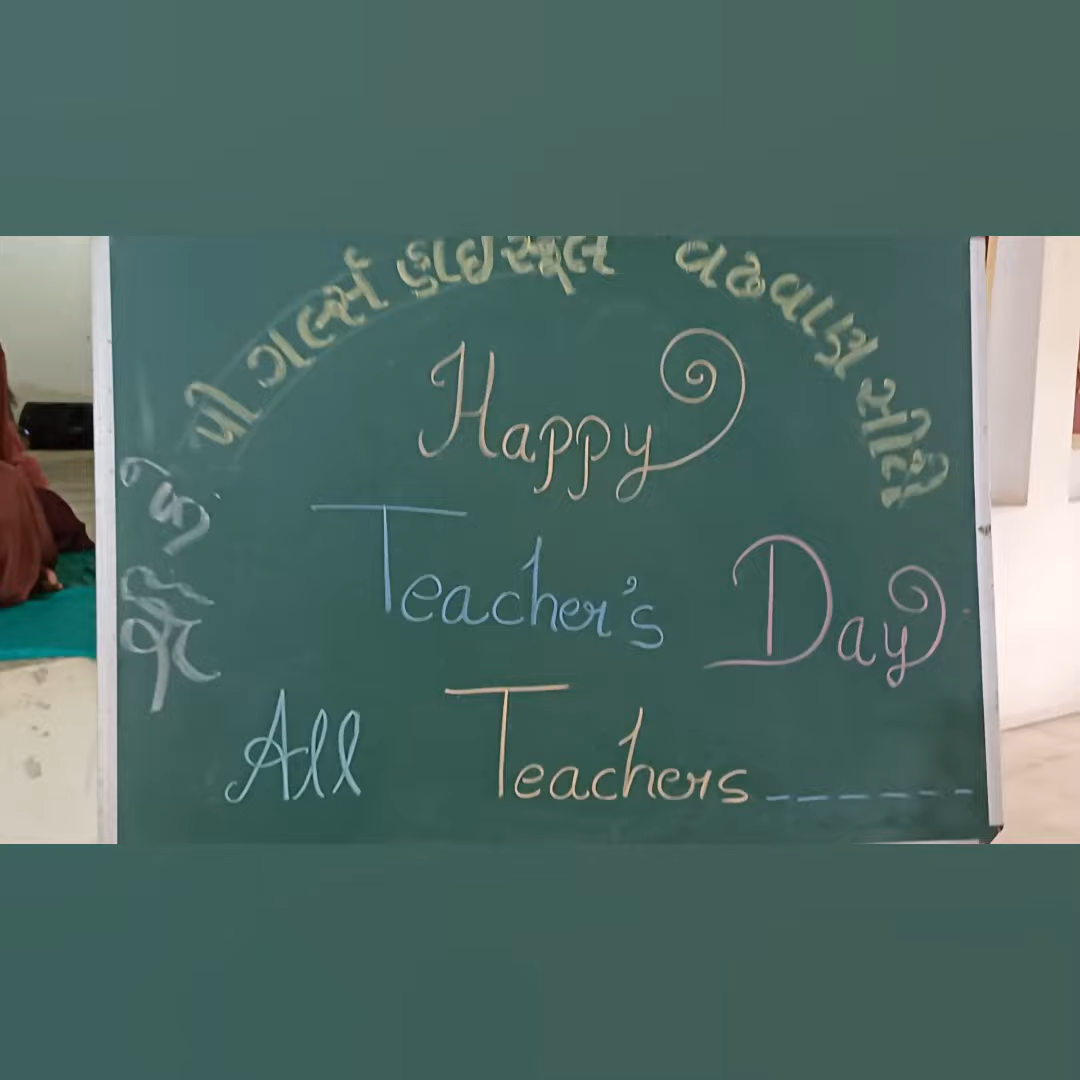 પી ગર્લ્સ હાઇસ્કૂલ વઢવાણ સીટી
Happy
Teacher's Day
All Teachers ------